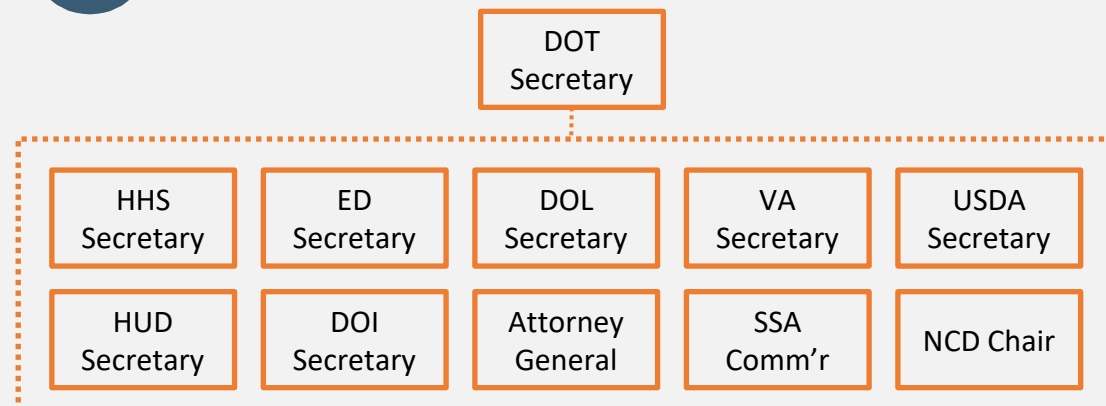 DOT
Secretary
HHS
Secretary
ED
Secretary
DOL
Secretary
VA
Secretary
USDA
Secretary
HUD
Secretary
DOI
Secretary
Attorney
General
SSA
Comm’r
NCD Chair